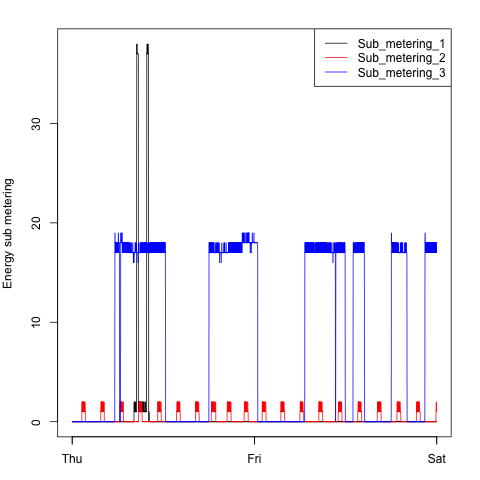 Sub_metering_1
Sub_metering_2
Sub_metering_3
Energy sub metering
30
20
10
0
Thu
Fri
Sat